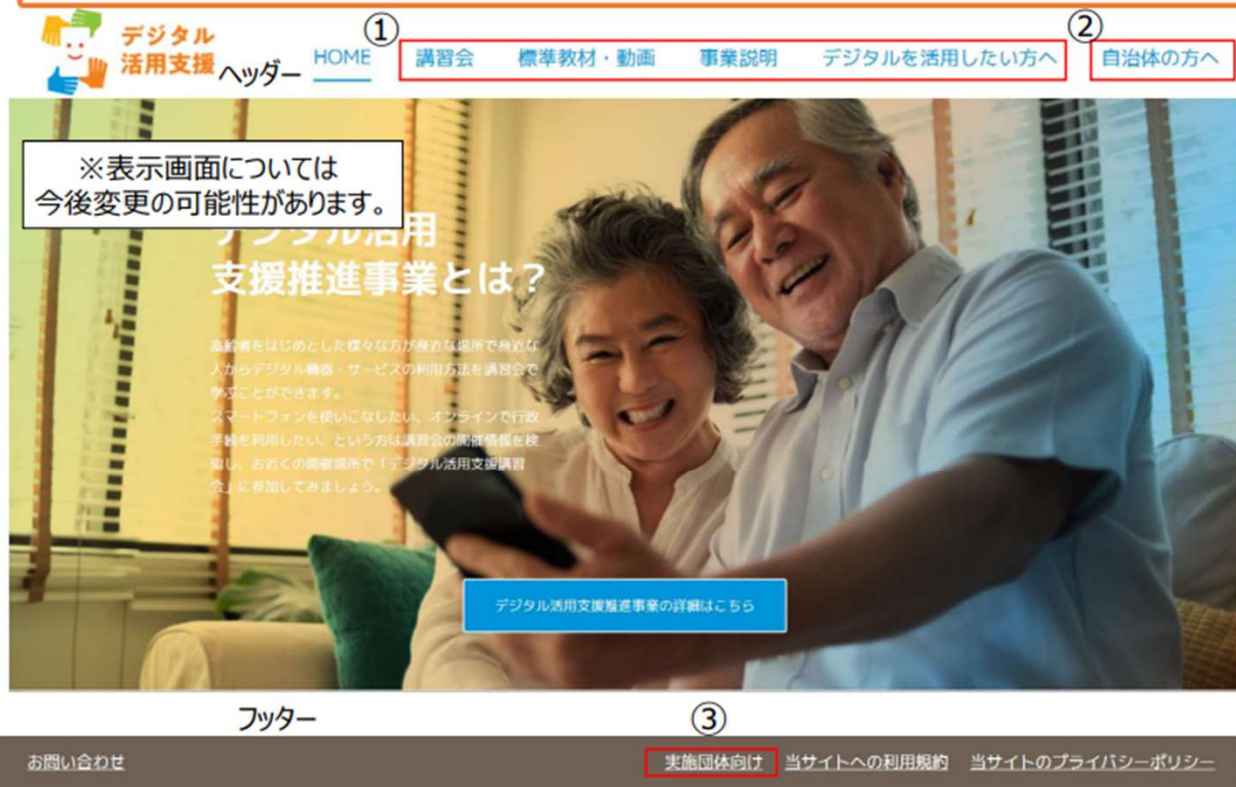 デジタル
活用支援
ヘッダー
HOME
①
講習会 標準教材・動画 事業説明 デジタルを活用したい方へ
②
自治体の方へ
※表示画面については
今後変更の可能性があります。
デジタル活用
支援推進事業とは？
高齢者をはじめとした様々な方が身近な場所で身近な
人からデジタル機器・サービスの利用方法を講習会で
学ぶことができます。
スマートフォンを使いこなしたい、オンラインで行政
手続を利用したい、という方は講習会の開催情報を検
索し、お近くの開催場所で「デジタル活用支援講習
会」に参加してみましょう。
デジタル活用支援推進事業の詳細はこちら
フッター
③
お問い合わせ
実施団体向け 当サイトへの利用規約 当サイトのプライバシーポリシー